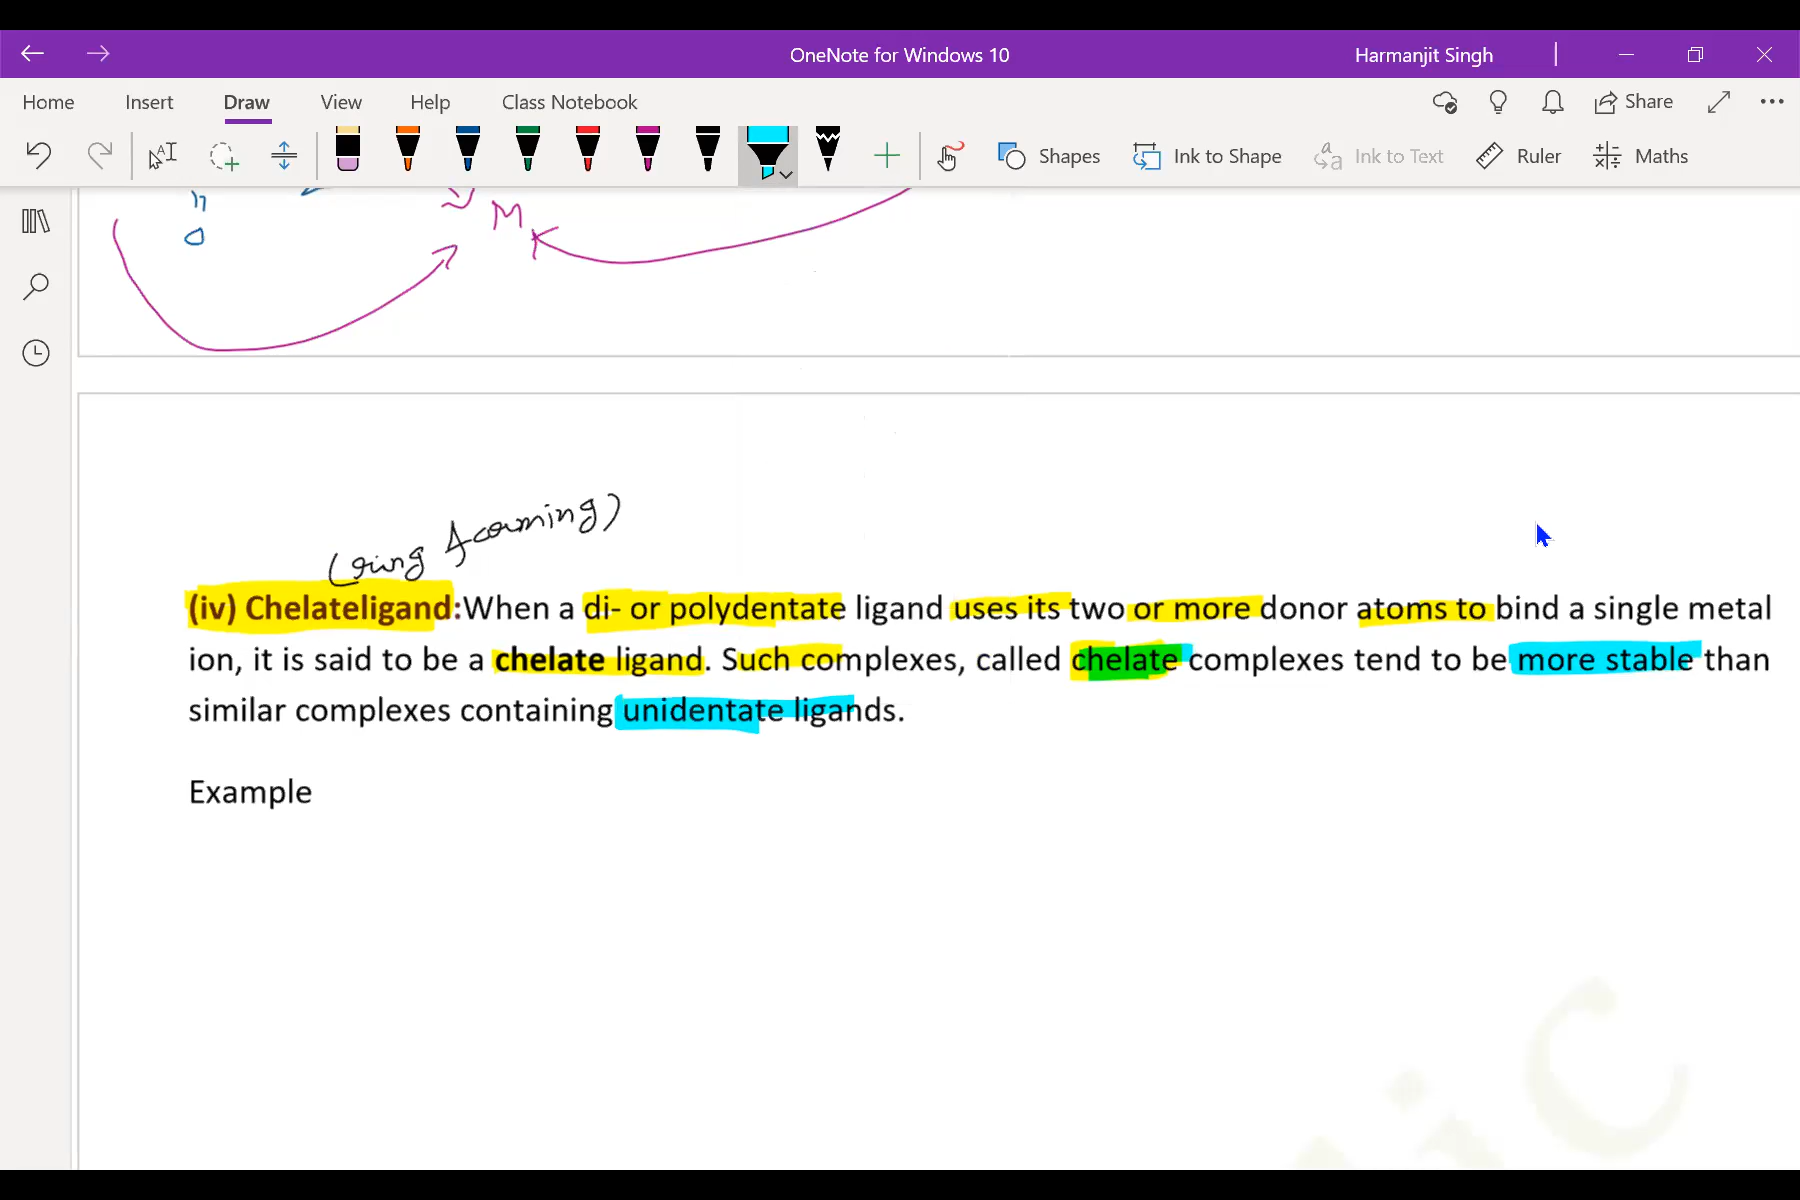 OneNote for Windows 10
Harmanjit Singh
Home Insert Draw View Help Class Notebook
Share
Shapes Ink to Shape Ink to Text Ruler Maths
"
O
M
(ring forming)
(iv) Chelateligand:When a di- or polydentate ligand uses its two or more donor atoms to bind a single metal
ion, it is said to be a chelate ligand. Such complexes, called chelate complexes tend to be more stable than
similar complexes containing unidentate ligands.
Example